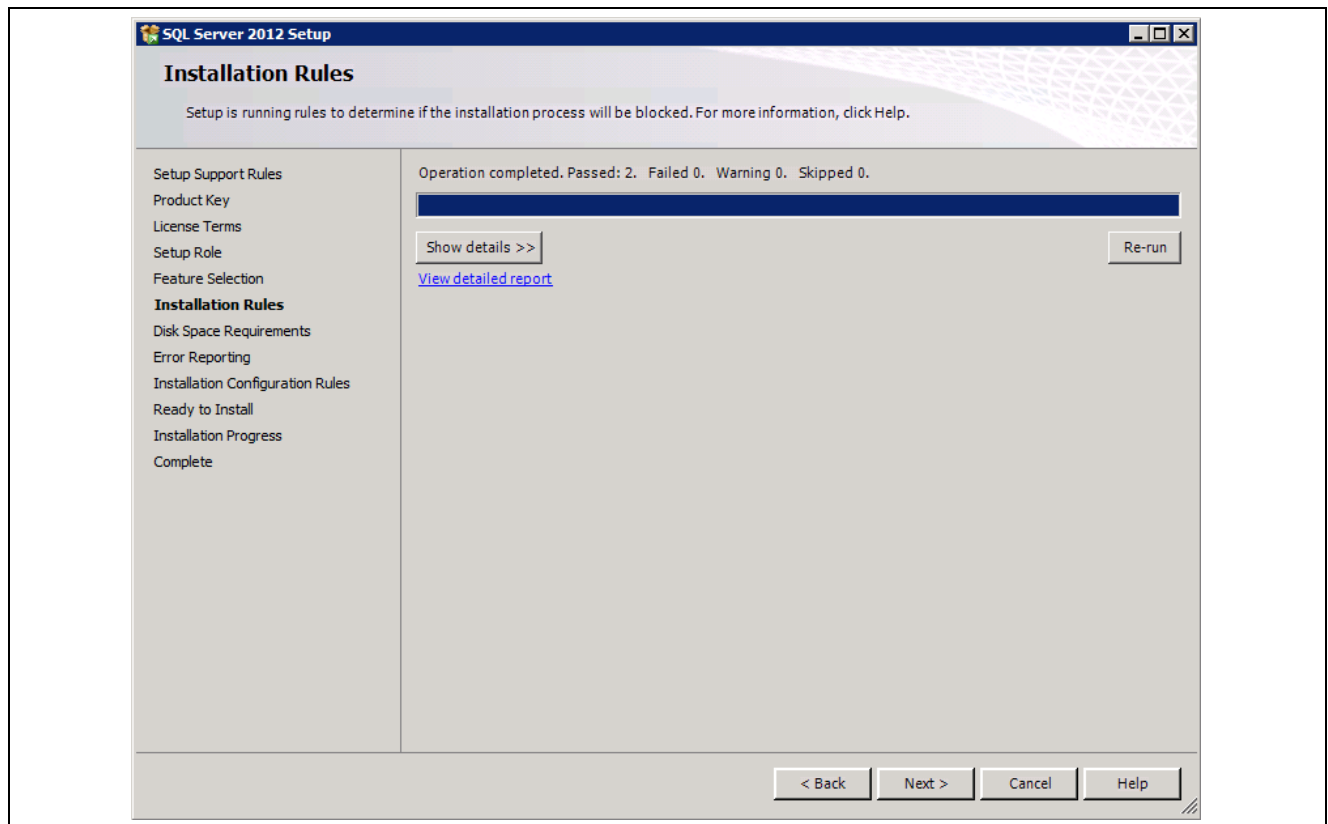 SQL Server 2012 Setup
Installation Rules
Setup is running rules to determine if the installation process will be blocked. For more information, click Help.
Setup Support Rules
Product Key
License Terms
Setup Role
Feature Selection
Installation Rules
Disk Space Requirements
Error Reporting
Installation Configuration Rules
Ready to Install
Installation Progress
Complete
Operation completed. Passed: 2. Failed 0. Warning 0. Skipped 0.
Show details >>
Re-run
View detailed report
< Back
Next >
Cancel
Help